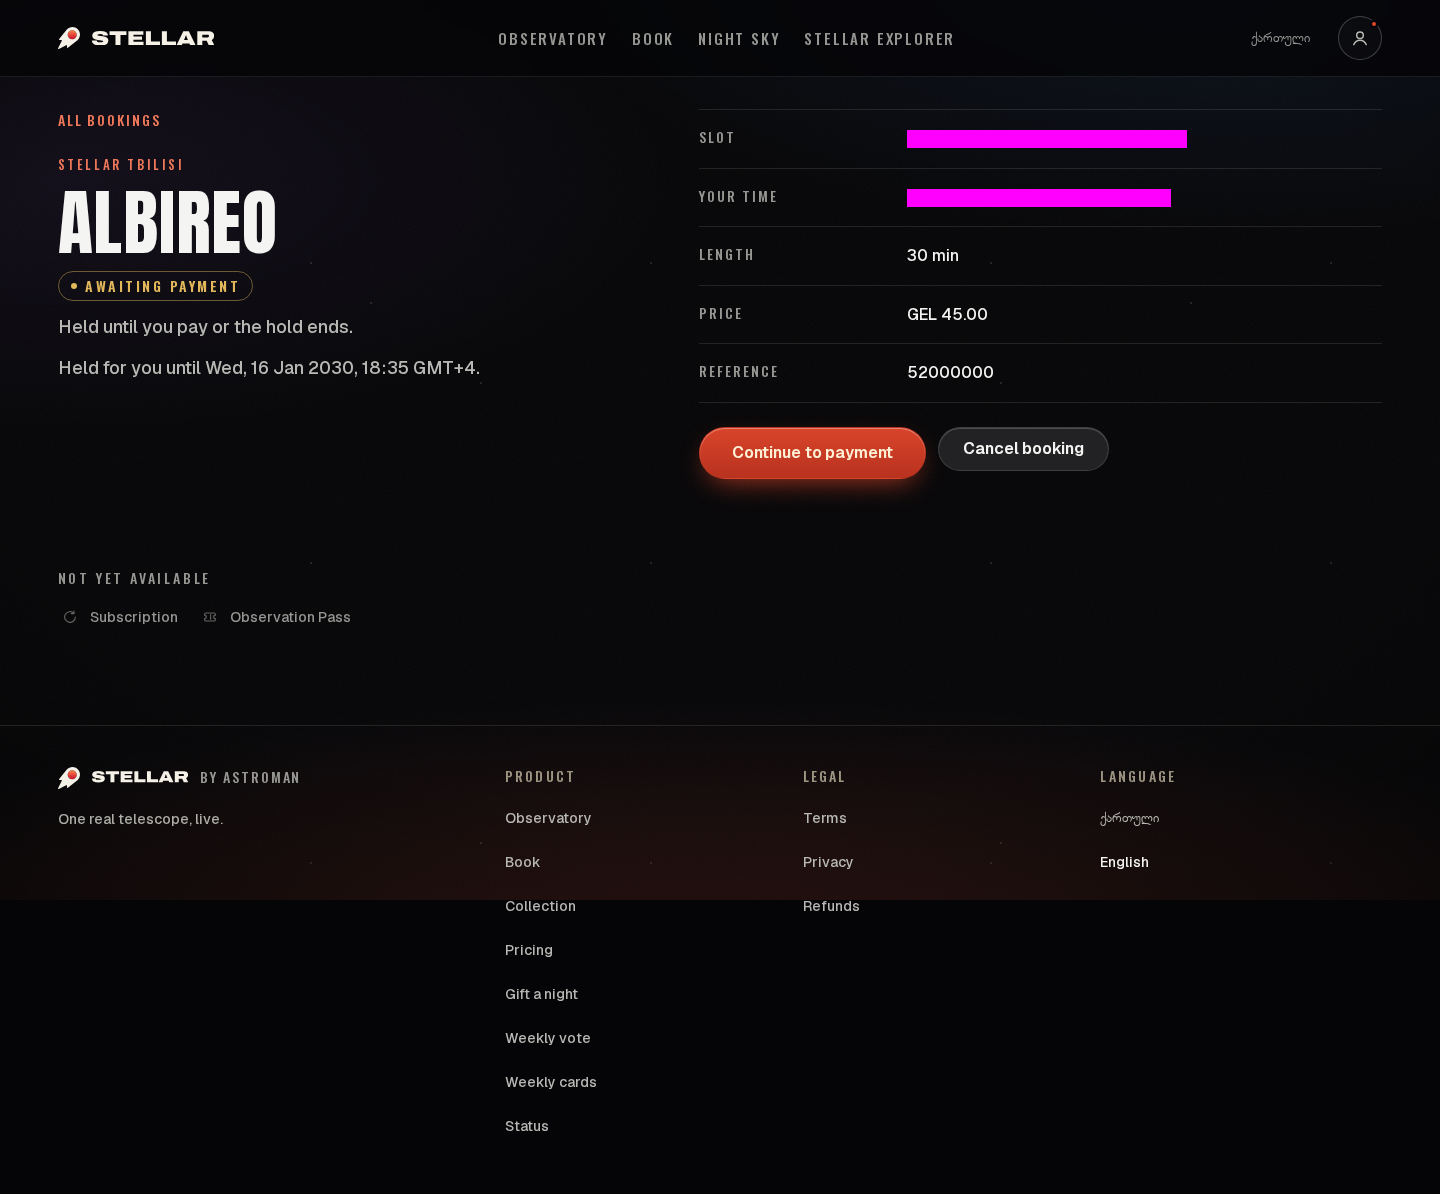 STELLAR
OBSERVATORY BOOK NIGHT SKY STELLAR EXPLORER
ქართული
ALL BOOKINGS
STELLAR TBILISI
ALBIREO
AWAITING PAYMENT
Held until you pay or the hold ends.
Held for you until Wed, 16 Jan 2030, 18:35 GMT+4.
SLOT
YOUR TIME
LENGTH 30 min
PRICE GEL 45.00
REFERENCE 52000000
Continue to payment Cancel booking
NOT YET AVAILABLE
Subscription Observation Pass
STELLAR BY ASTROMAN
One real telescope, live.
PRODUCT
Observatory
Book
Collection
Pricing
Gift a night
Weekly vote
Weekly cards
Status
LEGAL
Terms
Privacy
Refunds
LANGUAGE
ქართული
English